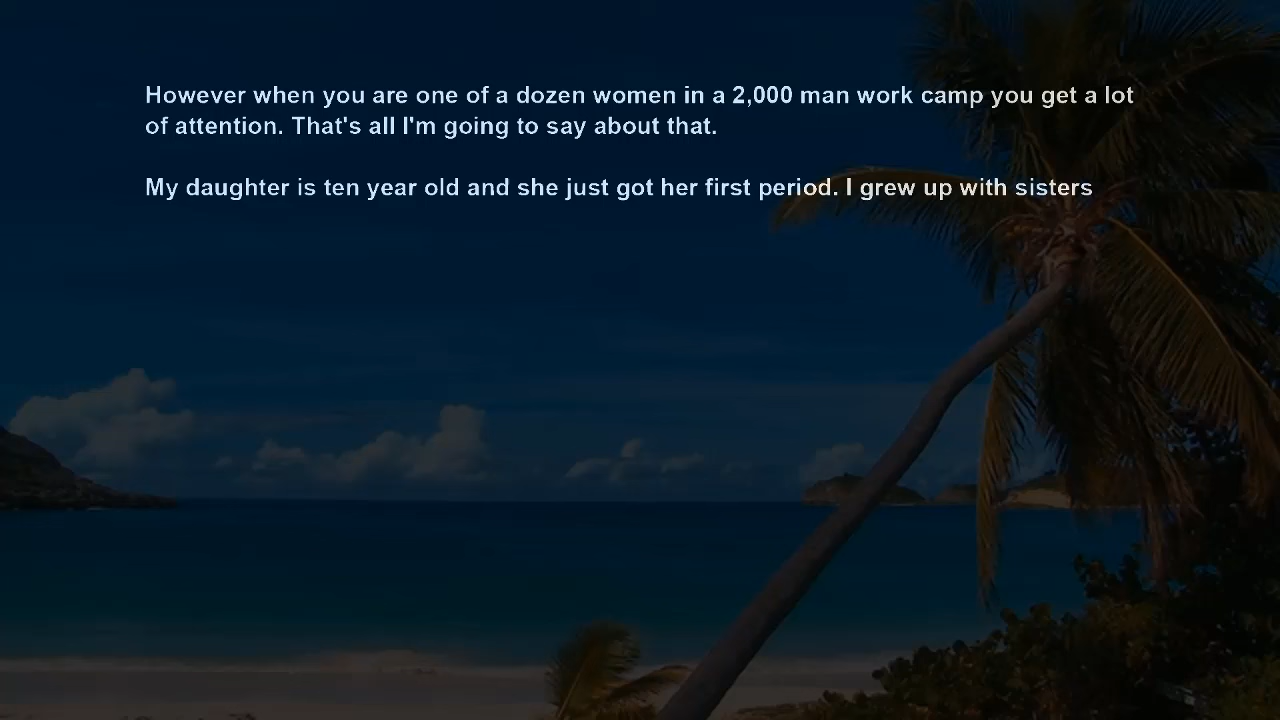 However when you are one of a dozen women in a 2,000 man work camp you get a lot
of attention. That's all I'm going to say about that.
My daughter is ten year old and she just got her first period. I grew up with sisters